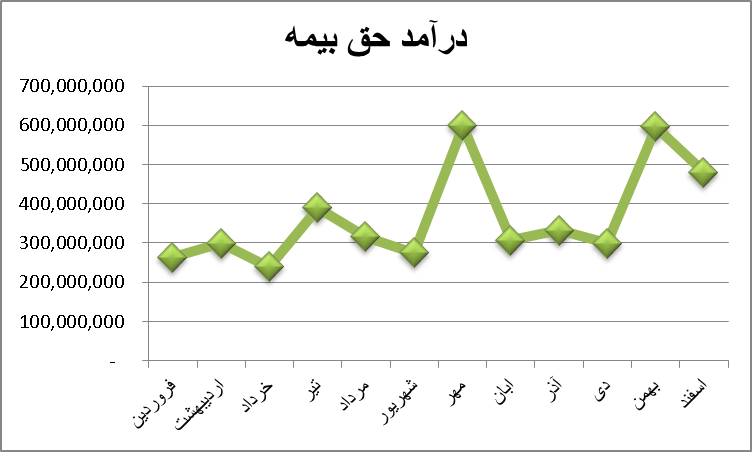 درآمد حق بیمه
700,000,000
600,000,000
500,000,000
400,000,000
300,000,000
200,000,000
100,000,000
-
فروردین
اردیبهشت
خرداد
تیر
مرداد
شهریور
مهر
ابان
آذر
دی
بهمن
اسفند